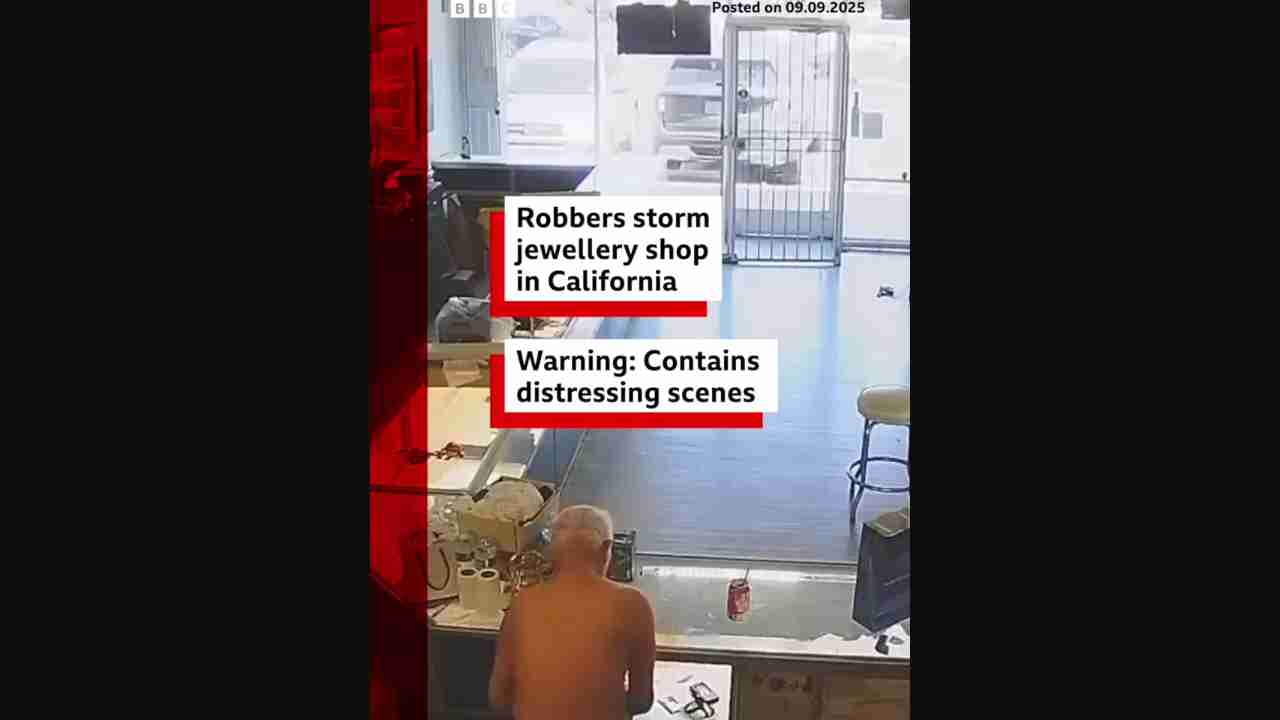 BBC
Posted on 09.09.2025
Robbers storm
jewellery shop
in California
Warning: Contains
distressing scenes